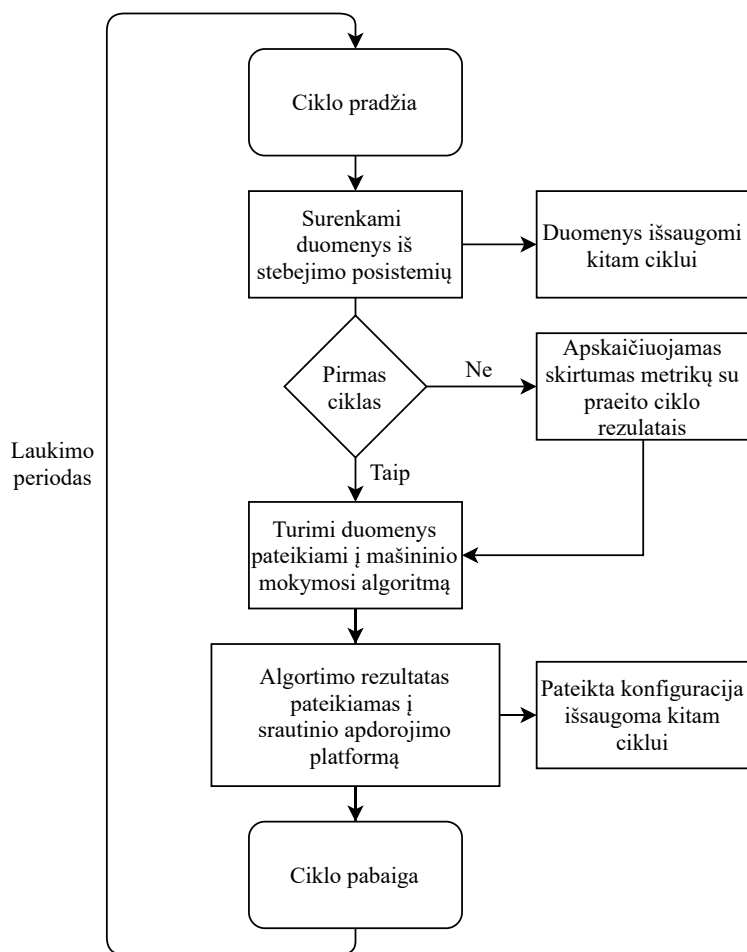 Ciklo pradžia
Surenkami
duomenys iš
stebejimo posistemių
Duomenys išsaugomi
kitam ciklui
Pirmas
ciklas
Ne
Apskaičiuojamas
skirtumas metrikų su
praeito ciklo
rezulatais
Laukimo
periodas
Taip
Turimi duomenys
pateikiami į mašininio
mokymosi algoritmą
Algortimo rezultatas
pateikiamas į
srautinio apdorojimo
platformą
Pateikta konfiguracija
išsaugoma kitam
ciklui
Ciklo pabaiga